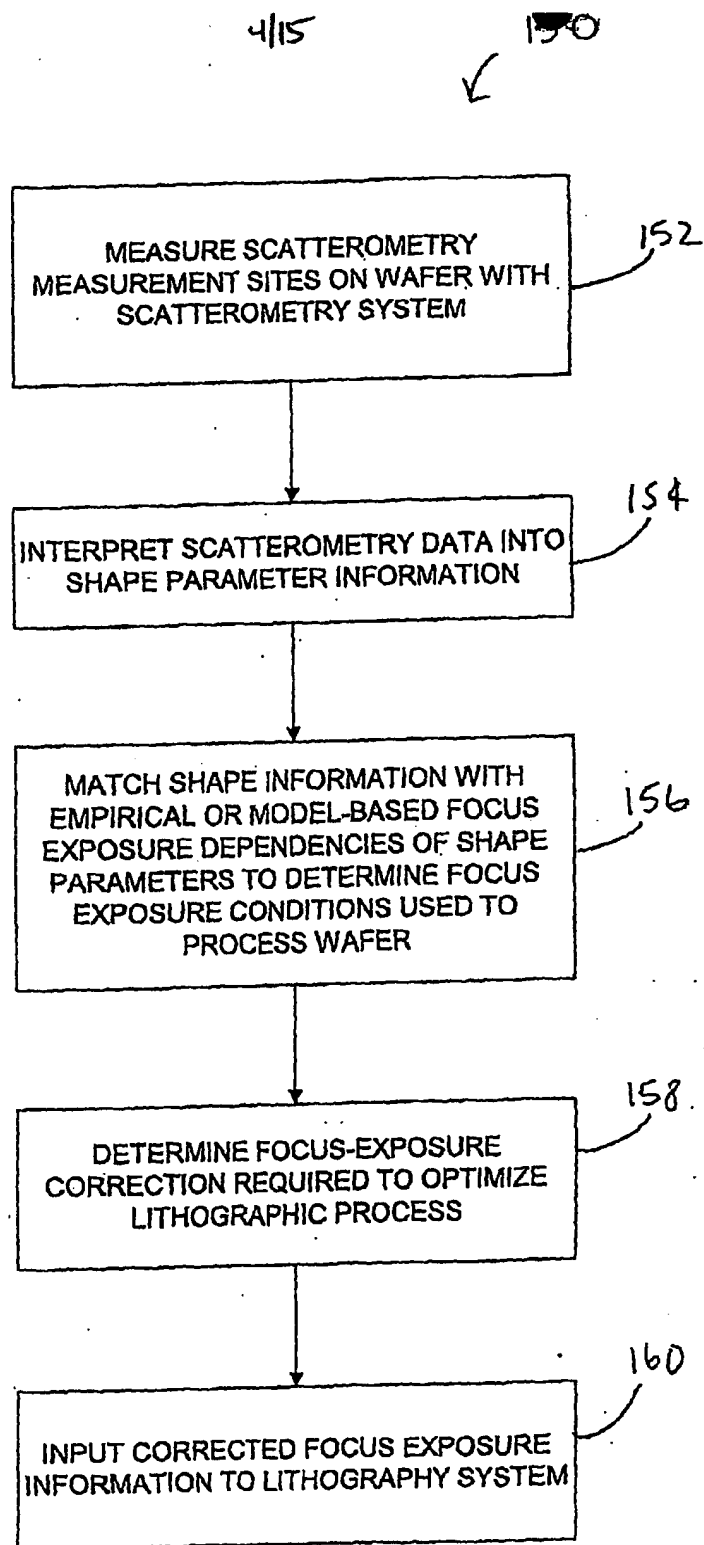 4/15
150
MEASURE SCATTEROMETRY
MEASUREMENT SITES ON WAFER WITH
SCATTEROMETRY SYSTEM
152
INTERPRET SCATTEROMETRY DATA INTO
SHAPE PARAMETER INFORMATION
154
MATCH SHAPE INFORMATION WITH
EMPIRICAL OR MODEL-BASED FOCUS
EXPOSURE DEPENDENCIES OF SHAPE
PARAMETERS TO DETERMINE FOCUS
EXPOSURE CONDITIONS USED TO
PROCESS WAFER
156
DETERMINE FOCUS-EXPOSURE
CORRECTION REQUIRED TO OPTIMIZE
LITHOGRAPHIC PROCESS
158
INPUT CORRECTED FOCUS EXPOSURE
INFORMATION TO LITHOGRAPHY SYSTEM
160